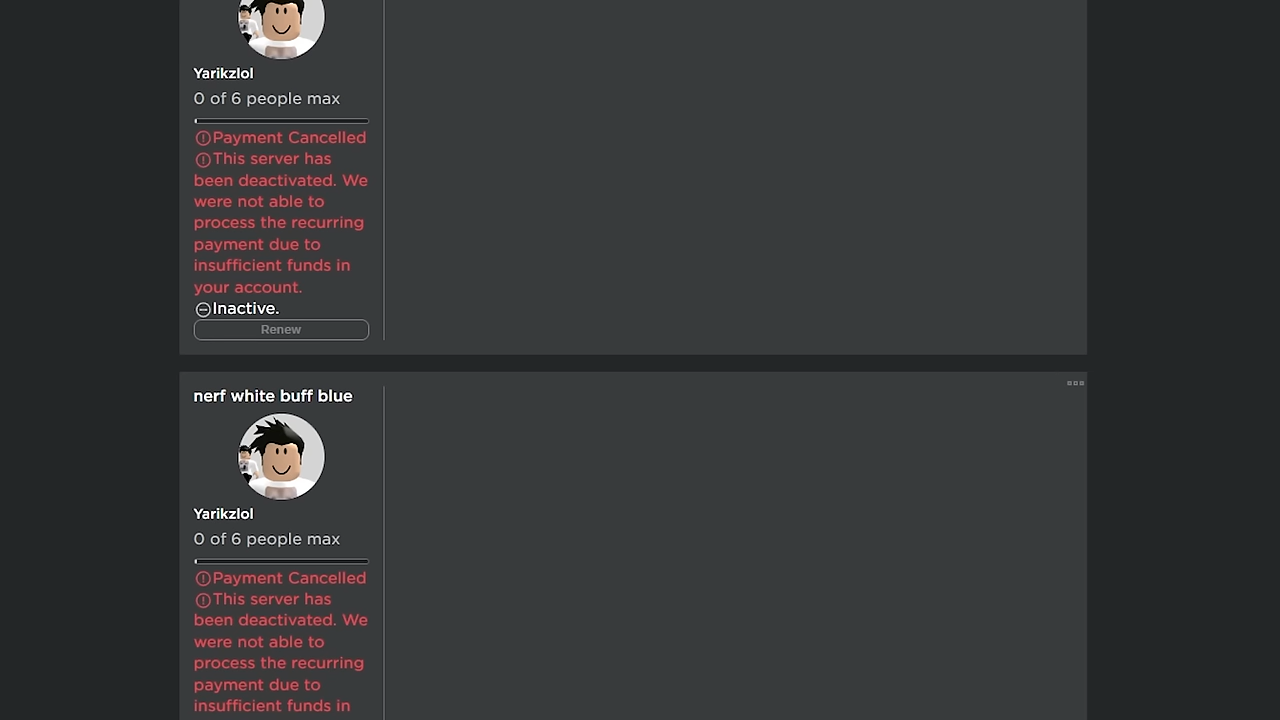 Yarikzlol
0 of 6 people max
Payment Cancelled
This server has
been deactivated. We
were not able to
process the recurring
payment due to
insufficient funds in
your account.
Inactive.
Renew
nerf white buff blue
Yarikzlol
0 of 6 people max
Payment Cancelled
This server has
been deactivated. We
were not able to
process the recurring
payment due to
insufficient funds in